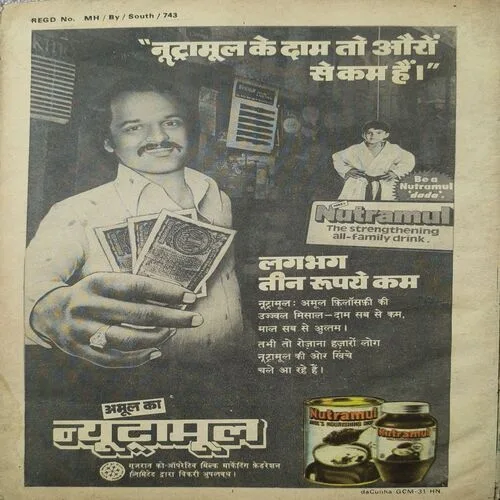 REGD No. MH / By / South / 743
“नूट्रामूल के दाम तो औरों
से कम हैं।”
Be a
Nutramul
'dada'.
Nutramul
The strengthening
all-family drink.
लगभग
तीन रूपये कम
नूट्रामूल: अमूल फ़िलॉसफ़ी की
उज्ज्वल मिसाल-दाम सब से कम,
माल सब से अुत्तम।
तभी तो रोज़ाना हज़ारों लोग
नूट्रामूल की ओर खिंचे
चले आ रहे हैं।
अमूल का
न्यूट्रामूल
गुजरात को-ऑपरेटिव मिल्क मार्केटिंग फ़ेडरेशन
लिमिटेड द्वारा विकरी अुपलब्ध।
Nutramul
Nutramul
daCunha GCM-31 HN